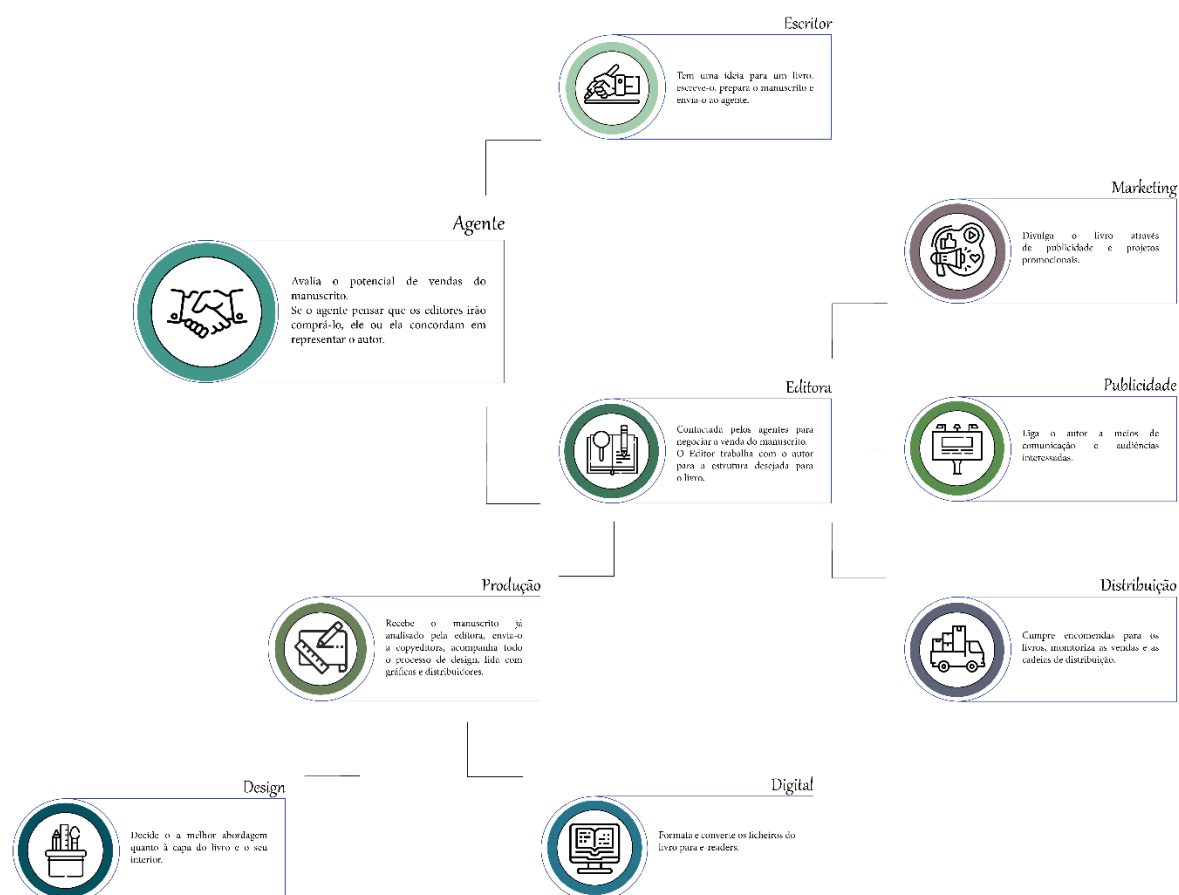 Escritor
Tem uma ideia para um livro,
escreve-o, prepara o manuscrito e
envia-o ao agente.
Marketing
Divulga o livro através
de publicidade e projetos
promocionais.
Agente
Avalia o potencial de vendas do
manuscrito.
Se o agente pensar que os editores irão
comprá-lo, ele ou ela concordam em
representar o autor.
Editora
Contactada pelos agentes para
negociar a venda do manuscrito.
O Editor trabalha com o autor
para a estrutura desejada para
o livro.
Publicidade
Liga o autor a meios de
comunicação e audiências
interessadas.
Produção
Recebe o manuscrito já
analisado pela editora, envia-o
a copyeditors, acompanha todo
o processo de design, lida com
gráficas e distribuidores.
Distribuição
Cumpre encomendas para os
livros, monitoriza as vendas e as
cadeias de distribuição.
Design
Decide o a melhor abordagem
quanto à capa do livro e o seu
interior.
Digital
Formata e converte os ficheiros do
livro para e-readers.